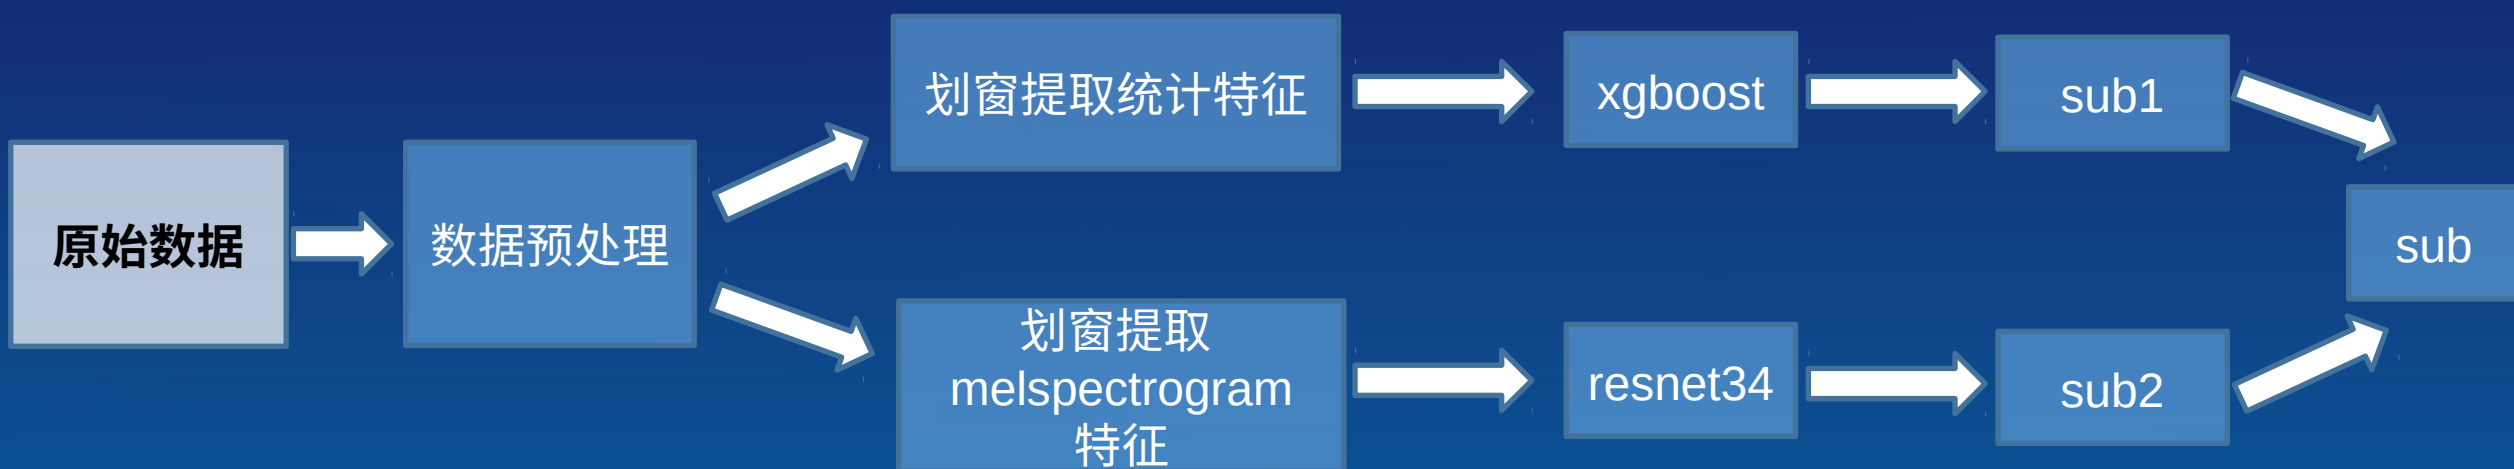 原始数据
数据预处理
划窗提取统计特征
xgboost
sub1
划窗提取
melspectrogram
特征
resnet34
sub2
sub